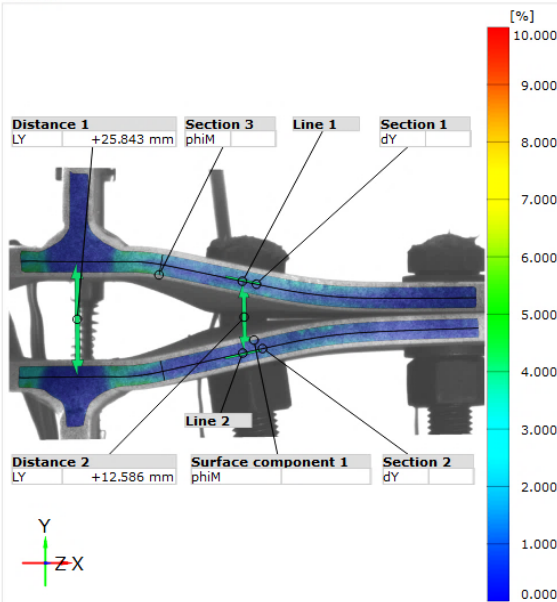 [%]
10.000
9.000
8.000
7.000
6.000
5.000
4.000
3.000
2.000
1.000
0.000
Distance 1
LY +25.843 mm
Section 3
phiM
Line 1
Section 1
dY
Line 2
Distance 2
LY +12.586 mm
Surface component 1
phiM
Section 2
dY
Y
Z X